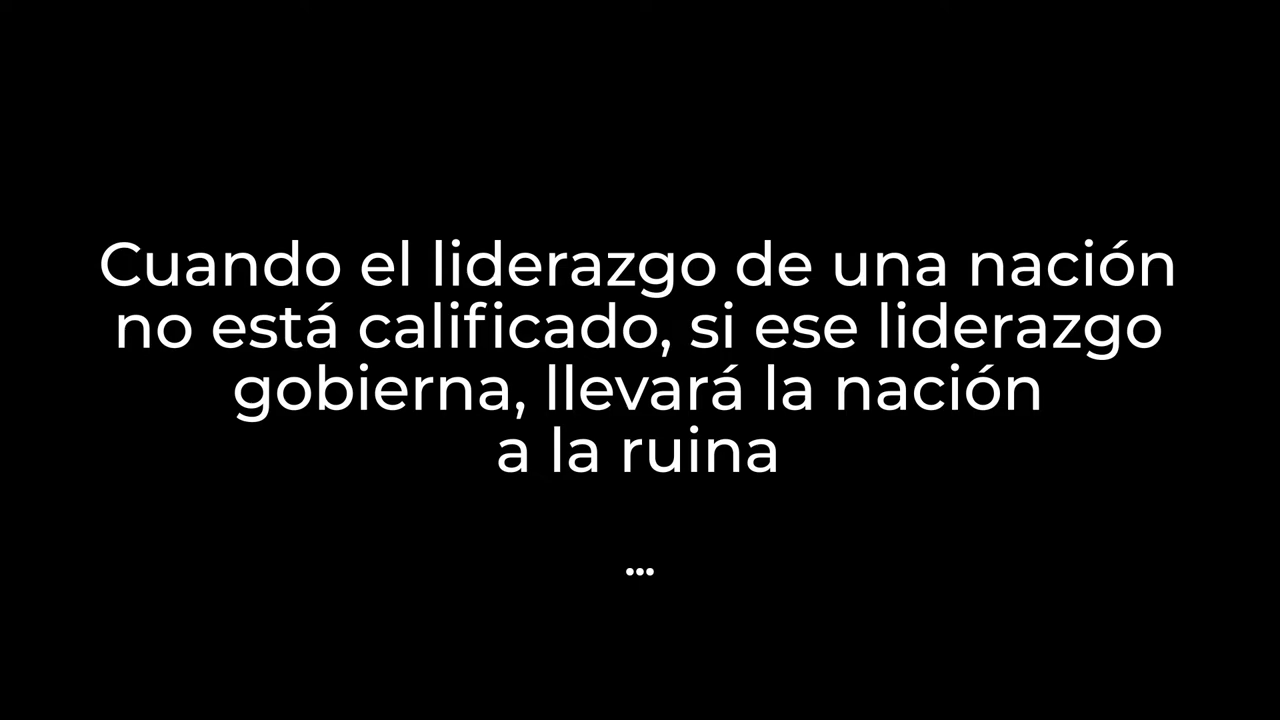 Cuando el liderazgo de una nación
no está calificado, si ese liderazgo
gobierna, llevará la nación
a la ruina
...